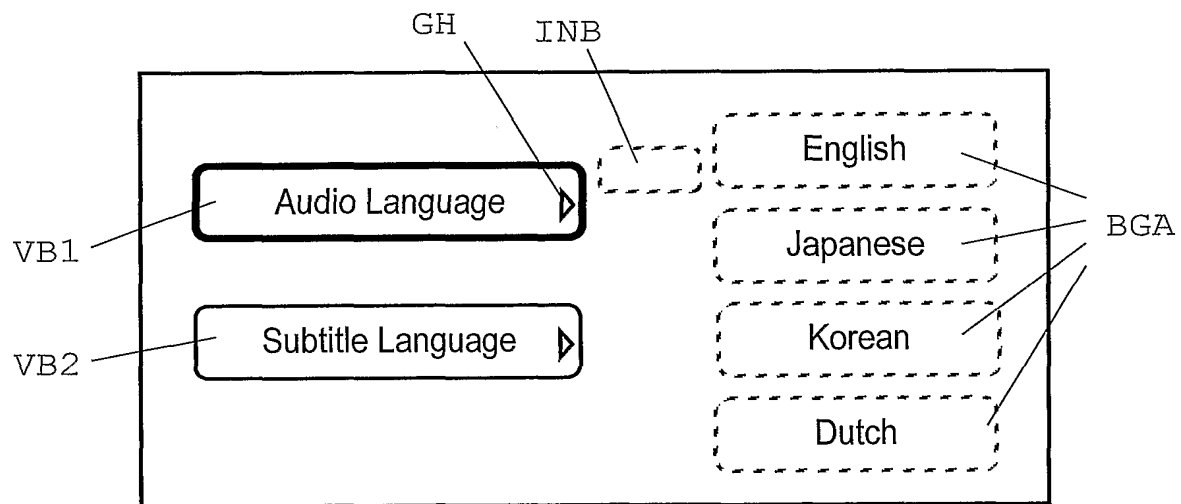 GH
INB
English
Audio Language
VB1
Japanese
BGA
Subtitle Language
VB2
Korean
Dutch